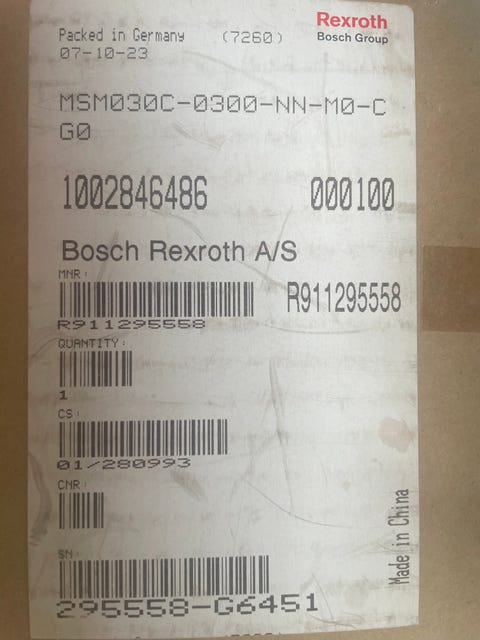 Packed in Germany (7260)
07-10-23
Rexroth
Bosch Group
MSM030C-0300-NN-M0-C
G0
1002846486 000100
Bosch Rexroth A/S
MNR:
R911295558
R911295558
QUANTITY:
1
CS:
01/280993
CNR:
SN:
295558-G6451
Made in China